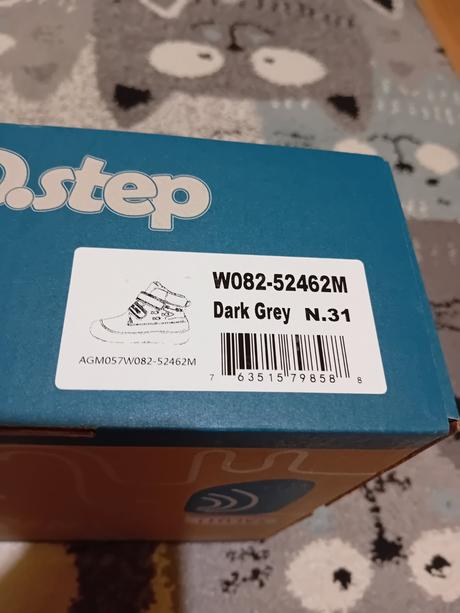 D.step
W082-52462M
Dark Grey N.31
AGM057W082-52462M
7 63515 79858 8